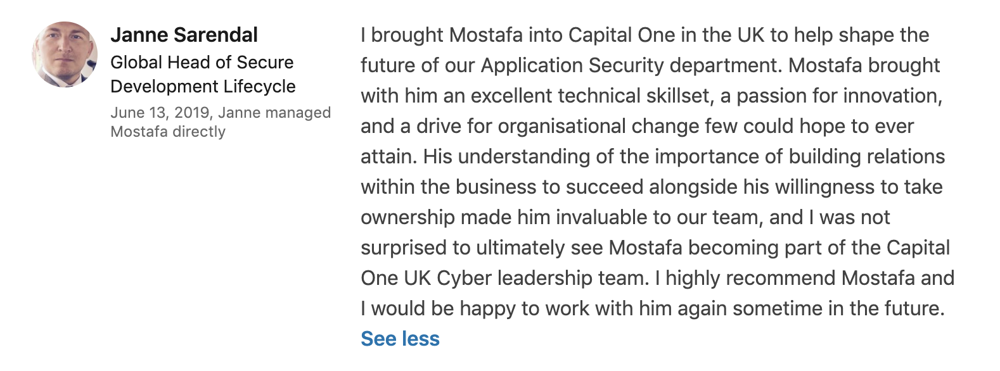 Janne Sarendal
Global Head of Secure
Development Lifecycle
June 13, 2019, Janne managed
Mostafa directly
I brought Mostafa into Capital One in the UK to help shape the
future of our Application Security department. Mostafa brought
with him an excellent technical skillset, a passion for innovation,
and a drive for organisational change few could hope to ever
attain. His understanding of the importance of building relations
within the business to succeed alongside his willingness to take
ownership made him invaluable to our team, and I was not
surprised to ultimately see Mostafa becoming part of the Capital
One UK Cyber leadership team. I highly recommend Mostafa and
I would be happy to work with him again sometime in the future.
See less